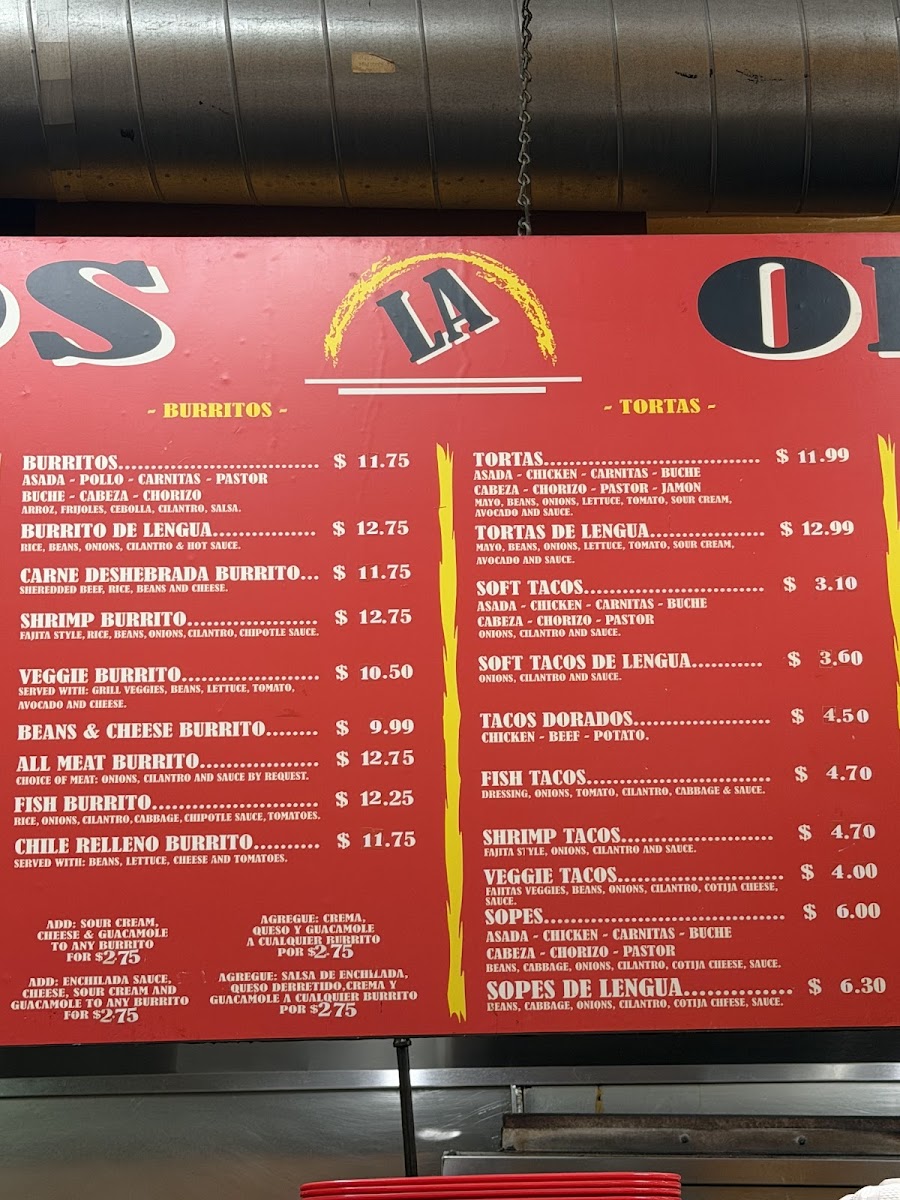 OS LA O
- BURRITOS -
BURRITOS.............................. $ 11.75
ASADA - POLLO - CARNITAS - PASTOR
BUCHE - CABEZA - CHORIZO
ARROZ, FRIJOLES, CEBOLLA, CILANTRO, SALSA.
BURRITO DE LENGUA............... $ 12.75
RICE, BEANS, ONIONS, CILANTRO & HOT SAUCE.
CARNE DESHEBRADA BURRITO... $ 11.75
SHEREDDED BEEF, RICE, BEANS AND CHEESE.
SHRIMP BURRITO................... $ 12.75
FAJITA STYLE, RICE, BEANS, ONIONS, CILANTRO, CHIPOTLE SAUCE.
VEGGIE BURRITO.................... $ 10.50
SERVED WITH: GRILL VEGGIES, BEANS, LETTUCE, TOMATO,
AVOCADO AND CHEESE.
BEANS & CHEESE BURRITO........ $ 9.99
ALL MEAT BURRITO................. $ 12.75
CHOICE OF MEAT: ONIONS, CILANTRO AND SAUCE BY REQUEST.
FISH BURRITO........................ $ 12.25
RICE, ONIONS, CILANTRO, CABBAGE, CHIPOTLE SAUCE, TOMATOES.
CHILE RELLENO BURRITO.......... $ 11.75
SERVED WITH: BEANS, LETTUCE, CHEESE AND TOMATOES.
ADD: SOUR CREAM,
CHEESE & GUACAMOLE
TO ANY BURRITO
FOR $2.75
AGREGUE: CREMA,
QUESO Y GUACAMOLE
A CUALQUIER BURRITO
POR $2.75
ADD: ENCHILADA SAUCE,
CHEESE, SOUR CREAM AND
GUACAMOLE TO ANY BURRITO
FOR $2.75
AGREGUE: SALSA DE ENCHILADA,
QUESO DERRETIDO,CREMA Y
GUACAMOLE A CUALQUIER BURRITO
POR $2.75
- TORTAS -
TORTAS................................ $ 11.99
ASADA - CHICKEN - CARNITAS - BUCHE
CABEZA - CHORIZO - PASTOR - JAMON
MAYO, BEANS, ONIONS, LETTUCE, TOMATO, SOUR CREAM,
AVOCADO AND SAUCE.
TORTAS DE LENGUA................. $ 12.99
MAYO, BEANS, ONIONS, LETTUCE, TOMATO, SOUR CREAM,
AVOCADO AND SAUCE.
SOFT TACOS........................... $ 3.10
ASADA - CHICKEN - CARNITAS - BUCHE
CABEZA - CHORIZO - PASTOR
ONIONS, CILANTRO AND SAUCE.
SOFT TACOS DE LENGUA........... $ 3.60
ONIONS, CILANTRO AND SAUCE.
TACOS DORADOS..................... $ 4.50
CHICKEN - BEEF - POTATO.
FISH TACOS............................ $ 4.70
DRESSING, ONIONS, TOMATO, CILANTRO, CABBAGE & SAUCE.
SHRIMP TACOS....................... $ 4.70
FAJITA STYLE, ONIONS, CILANTRO AND SAUCE.
VEGGIE TACOS......................... $ 4.00
FAJITAS VEGGIES, BEANS, ONIONS, CILANTRO, COTIJA CHEESE,
SAUCE.
SOPES................................... $ 6.00
ASADA - CHICKEN - CARNITAS - BUCHE
CABEZA - CHORIZO - PASTOR
BEANS, CABBAGE, ONIONS, CILANTRO, COTIJA CHEESE, SAUCE.
SOPES DE LENGUA................. $ 6.30
BEANS, CABBAGE, ONIONS, CILANTRO, COTIJA CHEESE, SAUCE.